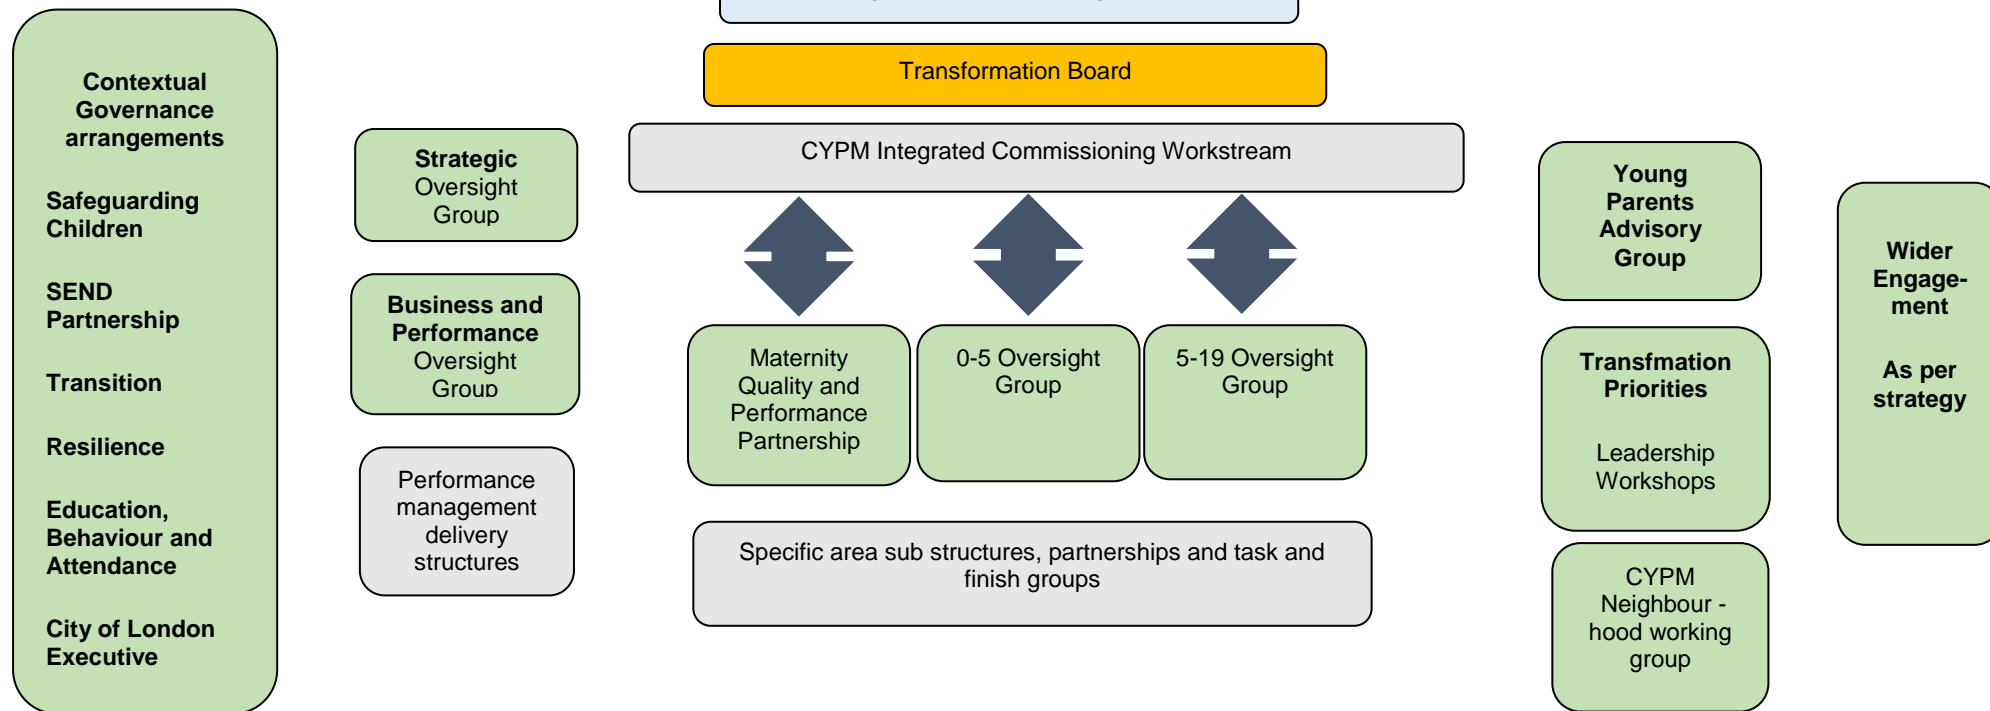 Transformation Board
CYPM Integrated Commissioning Workstream
Contextual
Governance
arrangements
Safeguarding
Children
SEND
Partnership
Transition
Resilience
Education,
Behaviour and
Attendance
City of London
Executive
Strategic
Oversight
Group
Business and
Performance
Oversight
Group
Performance
management
delivery
structures
Maternity
Quality and
Performance
Partnership
0-5 Oversight
Group
5-19 Oversight
Group
Specific area sub structures, partnerships and task and
finish groups
Young
Parents
Advisory
Group
Transfmation
Priorities
Leadership
Workshops
CYPM
Neighbour -
hood working
group
Wider
Engage-
ment
As per
strategy